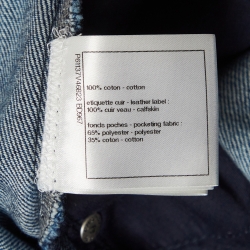 100% coton - cotton
etiquette cuir - leather label :
100% cuir veau - calfskin
fonds poches - pocketing fabric :
65% polyester - polyester
35% coton - cotton